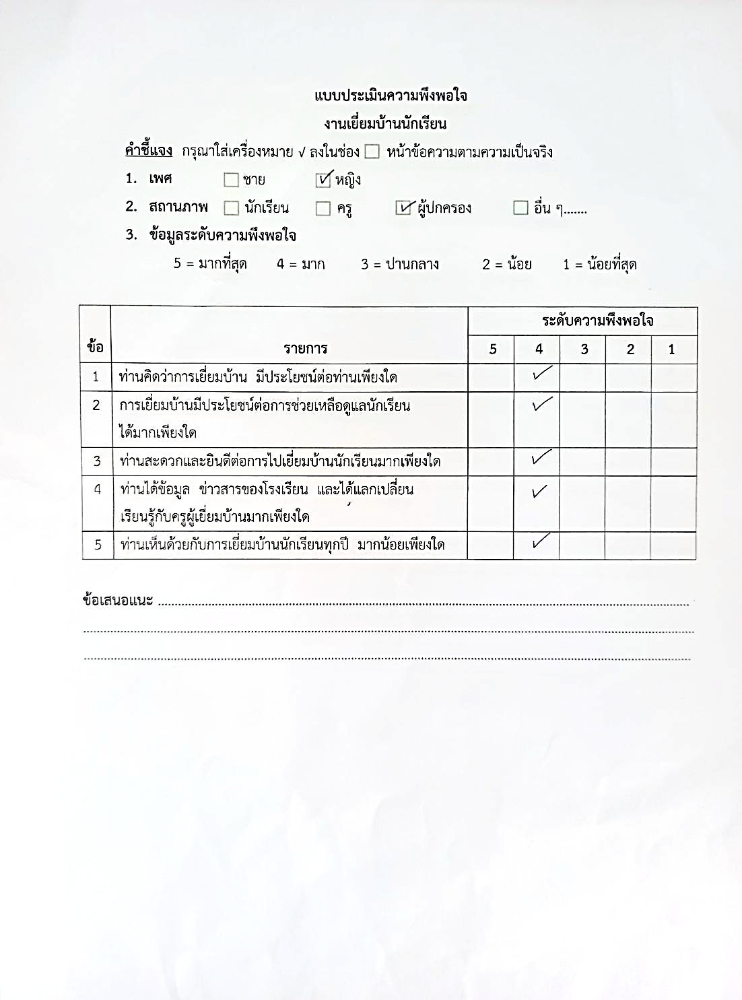 แบบประเมินความพึงพอใจ
งานเยี่ยมบ้านนักเรียน
คำชี้แจง กรุณาใส่เครื่องหมาย √ ลงในช่อง ☐ หน้าข้อความตามความเป็นจริง
1. เพศ ☐ ชาย ☑ หญิง
2. สถานภาพ ☐ นักเรียน ☐ ครู ☑ ผู้ปกครอง ☐ อื่น ๆ.......
3. ข้อมูลระดับความพึงพอใจ
5 = มากที่สุด 4 = มาก 3 = ปานกลาง 2 = น้อย 1 = น้อยที่สุด
ระดับความพึงพอใจ
ข้อ รายการ 5 4 3 2 1
1 ท่านคิดว่าการเยี่ยมบ้าน มีประโยชน์ต่อท่านเพียงใด ✓
2 การเยี่ยมบ้านมีประโยชน์ต่อการช่วยเหลือดูแลนักเรียน ✓
ได้มากเพียงใด
3 ท่านสะดวกและยินดีต่อการไปเยี่ยมบ้านนักเรียนมากเพียงใด ✓
4 ท่านได้ข้อมูล ข่าวสารของโรงเรียน และได้แลกเปลี่ยน ✓
เรียนรู้กับครูผู้เยี่ยมบ้านมากเพียงใด
5 ท่านเห็นด้วยกับการเยี่ยมบ้านนักเรียนทุกปี มากน้อยเพียงใด ✓
ข้อเสนอแนะ ........................................................................